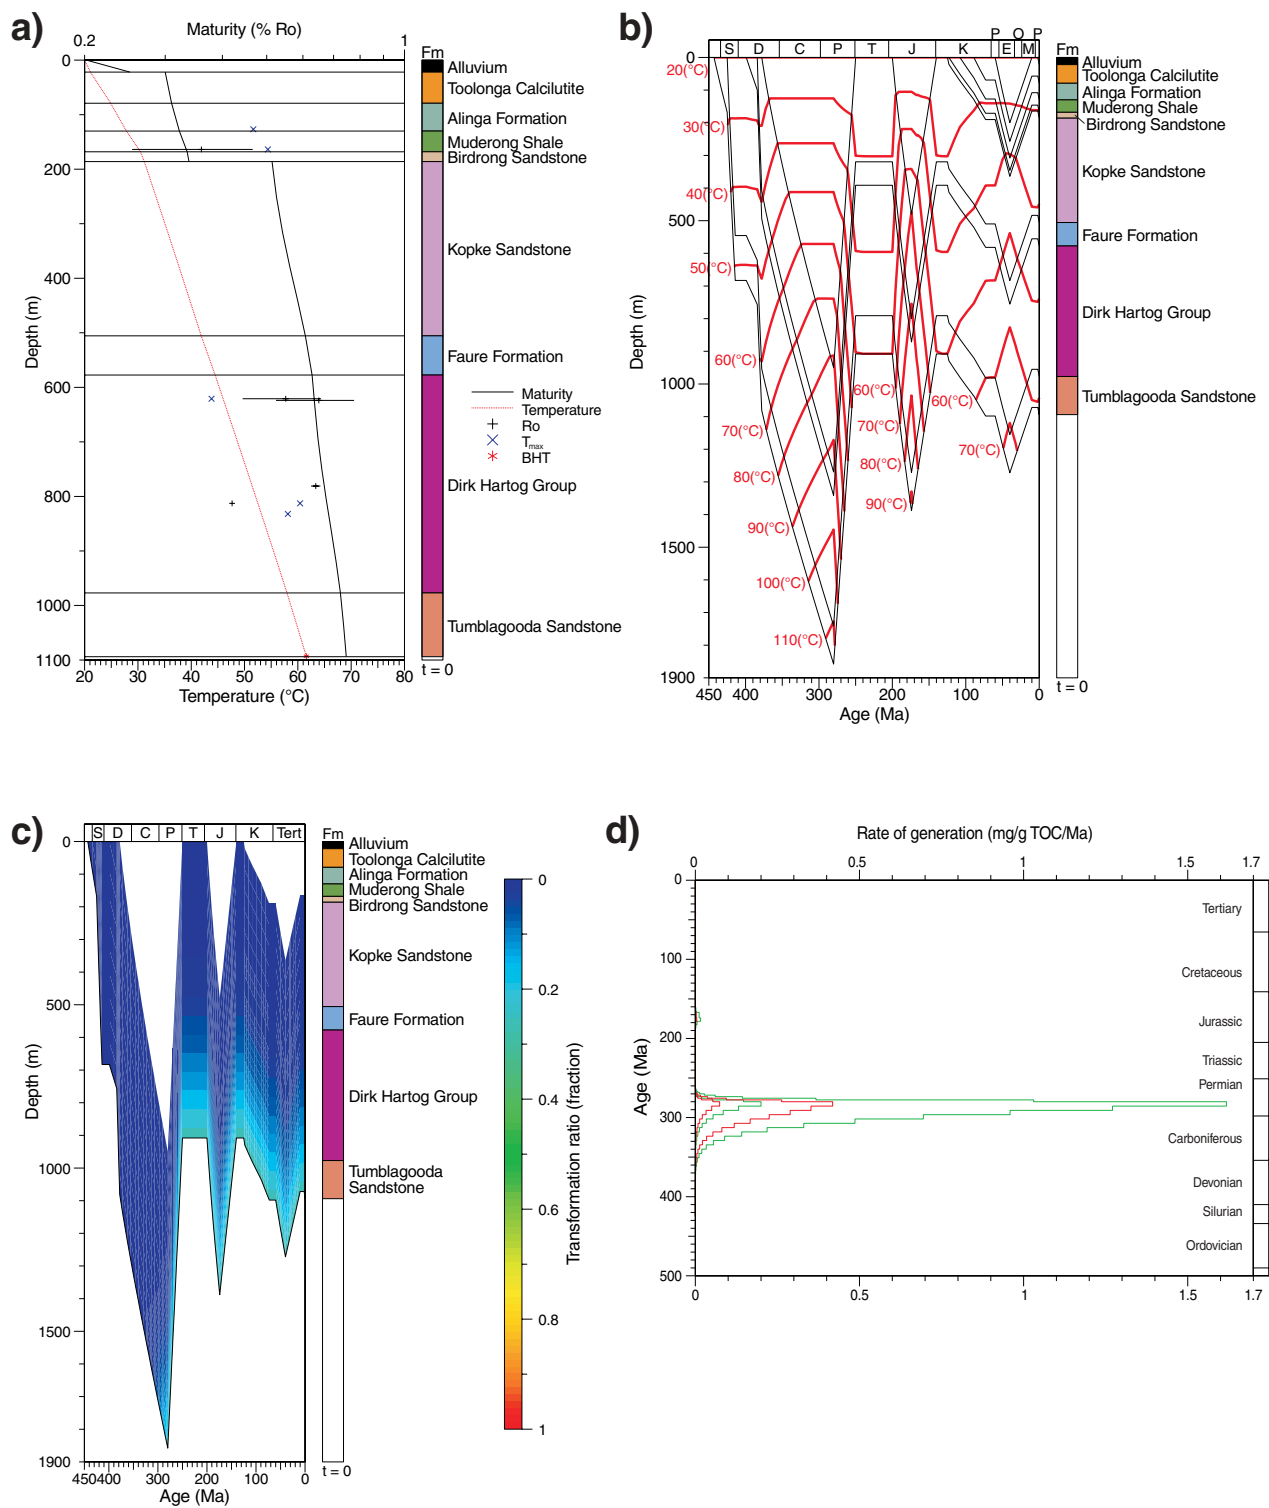 a)
Maturity (% Ro)
0.2
1
Fm
0
200
400
600
800
1000
1100
Depth (m)
Alluvium
Toolonga Calcilutite
Alinga Formation
Muderong Shale
Birdrong Sandstone
Kopke Sandstone
Faure Formation
Dirk Hartog Group
Tumblagooda Sandstone
Maturity
Temperature
Ro
Tmax
BHT
t = 0
20 30 40 50 60 70 80
Temperature (°C)
b)
P O P
S D C P T J K E M
Fm
0
500
1000
1500
1900
Depth (m)
20(°C)
30(°C)
40(°C)
50(°C)
60(°C)
70(°C)
80(°C)
90(°C)
100(°C)
110(°C)
60(°C)
70(°C)
80(°C)
90(°C)
60(°C)
70(°C)
Alluvium
Toolonga Calcilutite
Alinga Formation
Muderong Shale
Birdrong Sandstone
Kopke Sandstone
Faure Formation
Dirk Hartog Group
Tumblagooda Sandstone
t = 0
450 400 300 200 100 0
Age (Ma)
c)
S D C P T J K Tert
Fm
0
500
1000
1500
1900
Depth (m)
Alluvium
Toolonga Calcilutite
Alinga Formation
Muderong Shale
Birdrong Sandstone
Kopke Sandstone
Faure Formation
Dirk Hartog Group
Tumblagooda
Sandstone
t = 0
450 400 300 200 100 0
Age (Ma)
0
0.2
0.4
0.6
0.8
1
Transformation ratio (fraction)
d)
Rate of generation (mg/g TOC/Ma)
0 0.5 1 1.5 1.7
0
100
200
300
400
500
Age (Ma)
Tertiary
Cretaceous
Jurassic
Triassic
Permian
Carboniferous
Devonian
Silurian
Ordovician
0 0.5 1 1.5 1.7